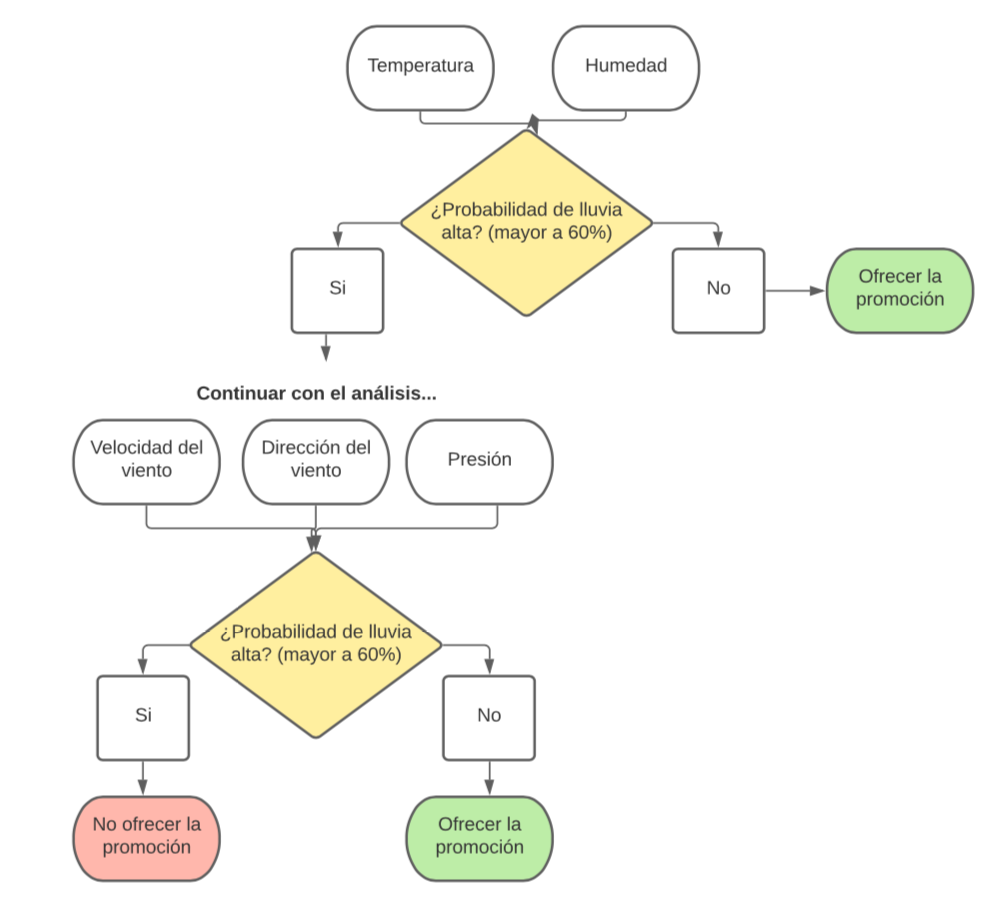 Temperatura
Humedad
¿Probabilidad de lluvia
alta? (mayor a 60%)
Si
No
Ofrecer la
promoción
Continuar con el análisis...
Velocidad del
viento
Dirección del
viento
Presión
¿Probabilidad de lluvia
alta? (mayor a 60%)
Si
No
No ofrecer la
promoción
Ofrecer la
promoción